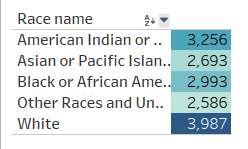 Race name
American Indian or .. 3,256
Asian or Pacific Islan.. 2,693
Black or African Ame.. 2,993
Other Races and Un.. 2,586
White 3,987